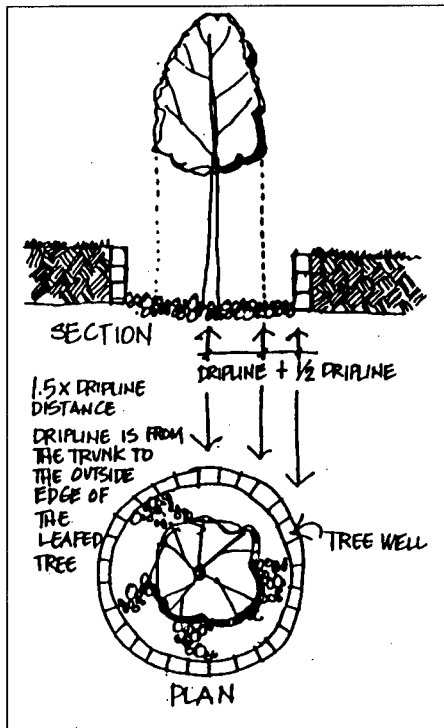 SECTION
DRIPLINE + ½ DRIPLINE
1.5 X DRIPLINE
DISTANCE
DRIPLINE IS FROM
THE TRUNK TO
THE OUTSIDE
EDGE OF
THE
LEAFED
TREE
TREE WELL
PLAN